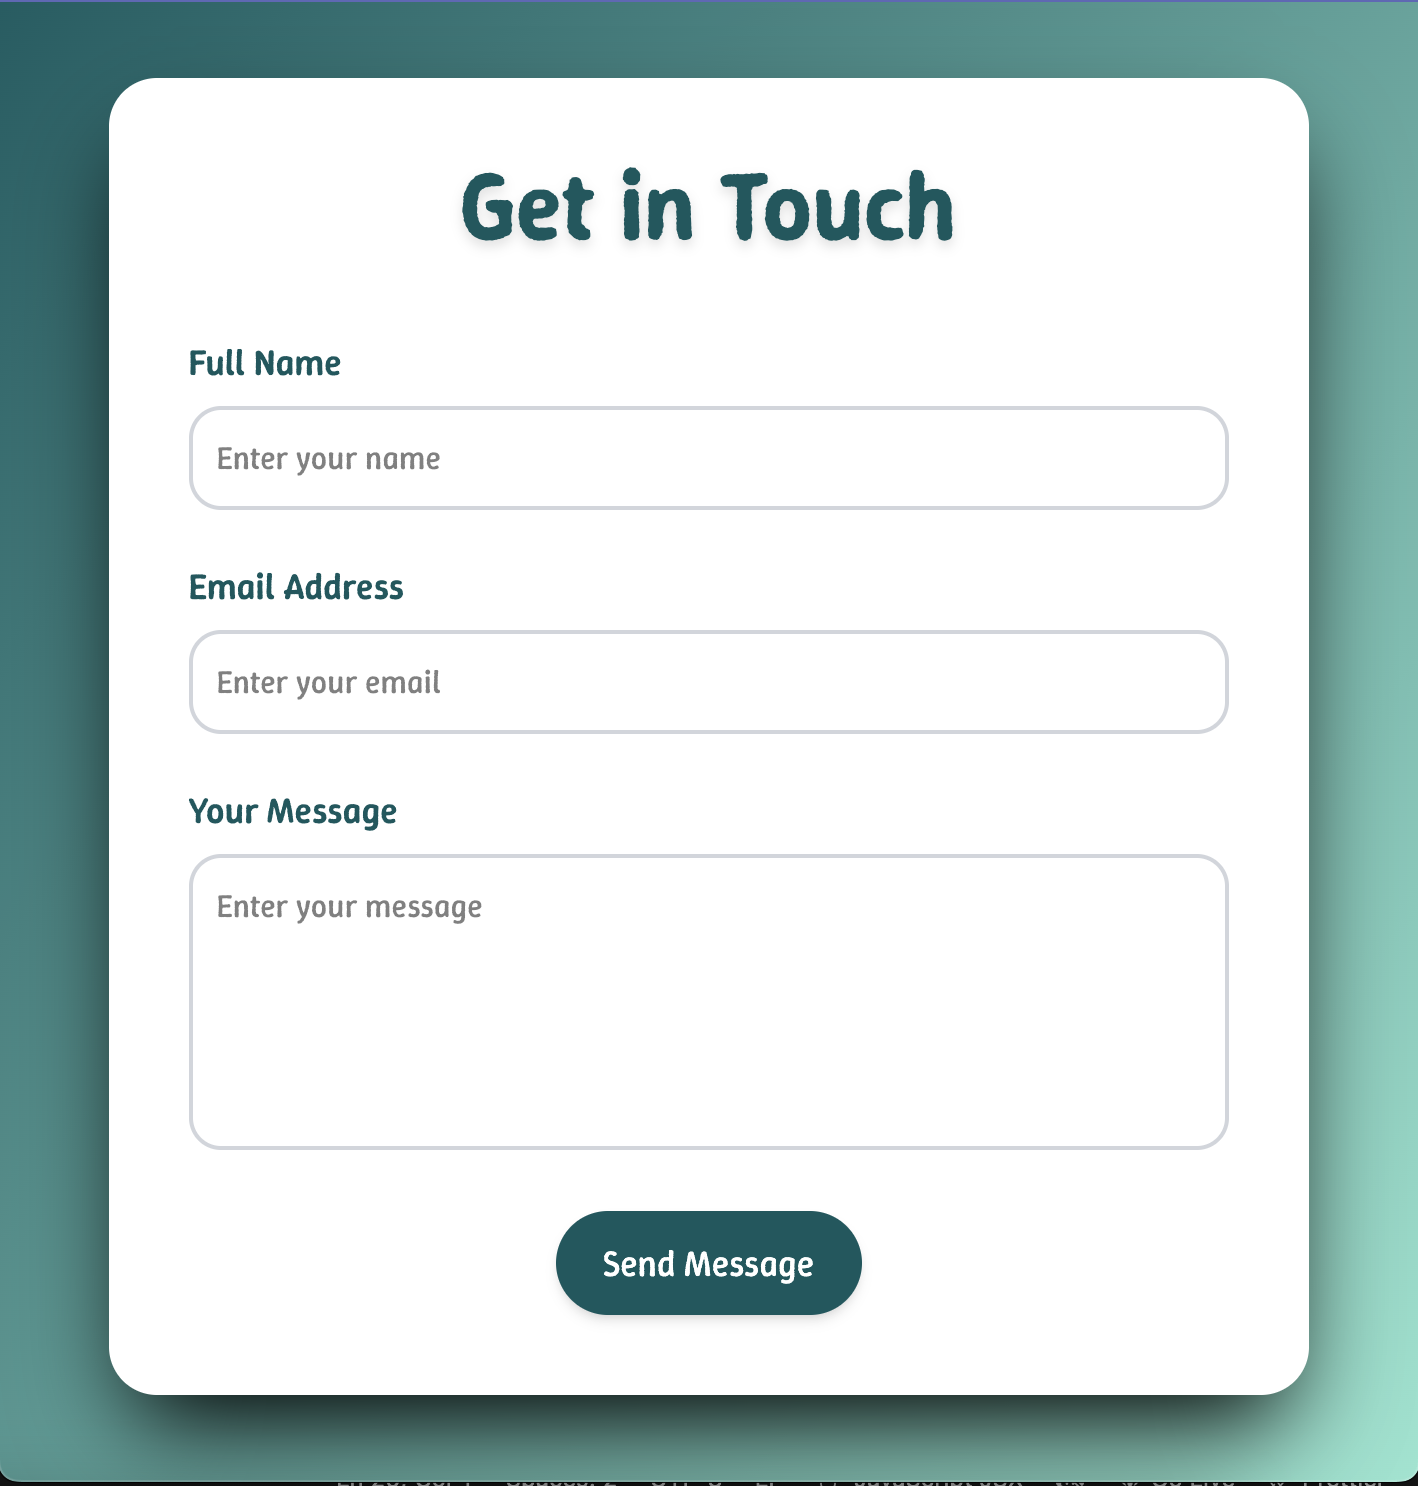 Get in Touch
Full Name
Enter your name
Email Address
Enter your email
Your Message
Enter your message
Send Message